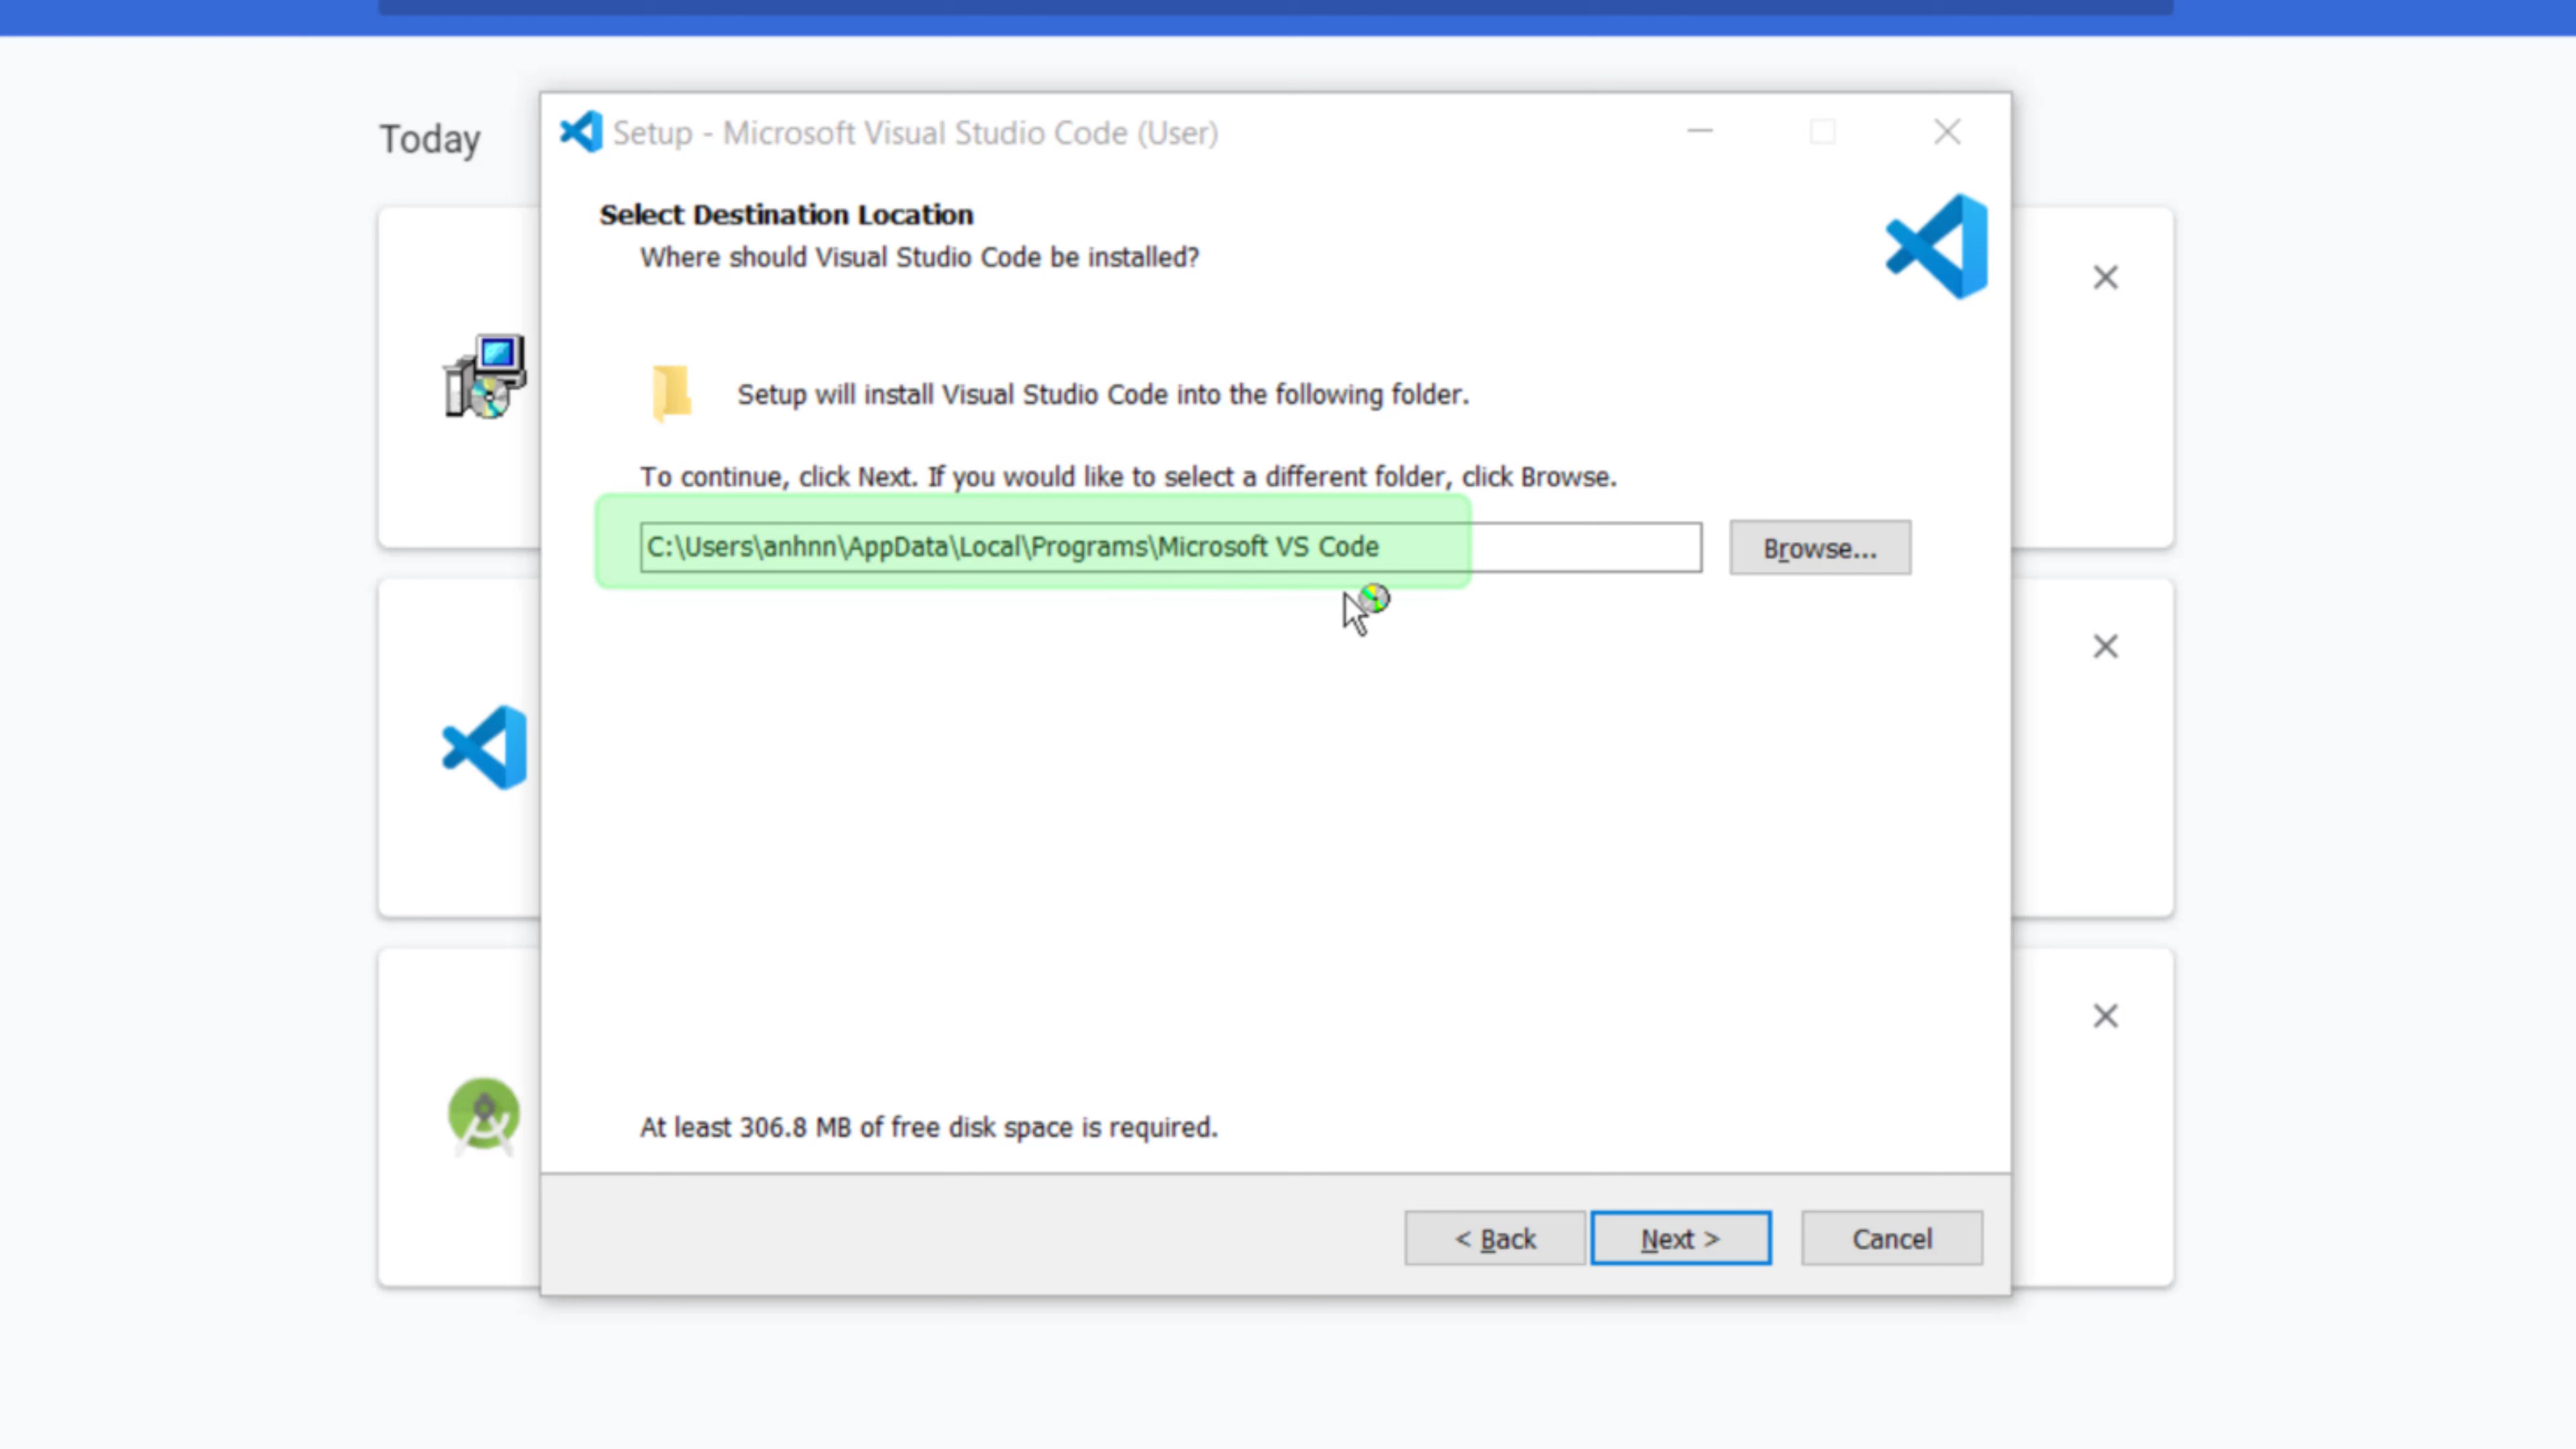 Today
Setup - Microsoft Visual Studio Code (User)
Select Destination Location
Where should Visual Studio Code be installed?
Setup will install Visual Studio Code into the following folder.
To continue, click Next. If you would like to select a different folder, click Browse.
C:\Users\anhnn\AppData\Local\Programs\Microsoft VS Code
Browse...
At least 306.8 MB of free disk space is required.
< Back
Next >
Cancel